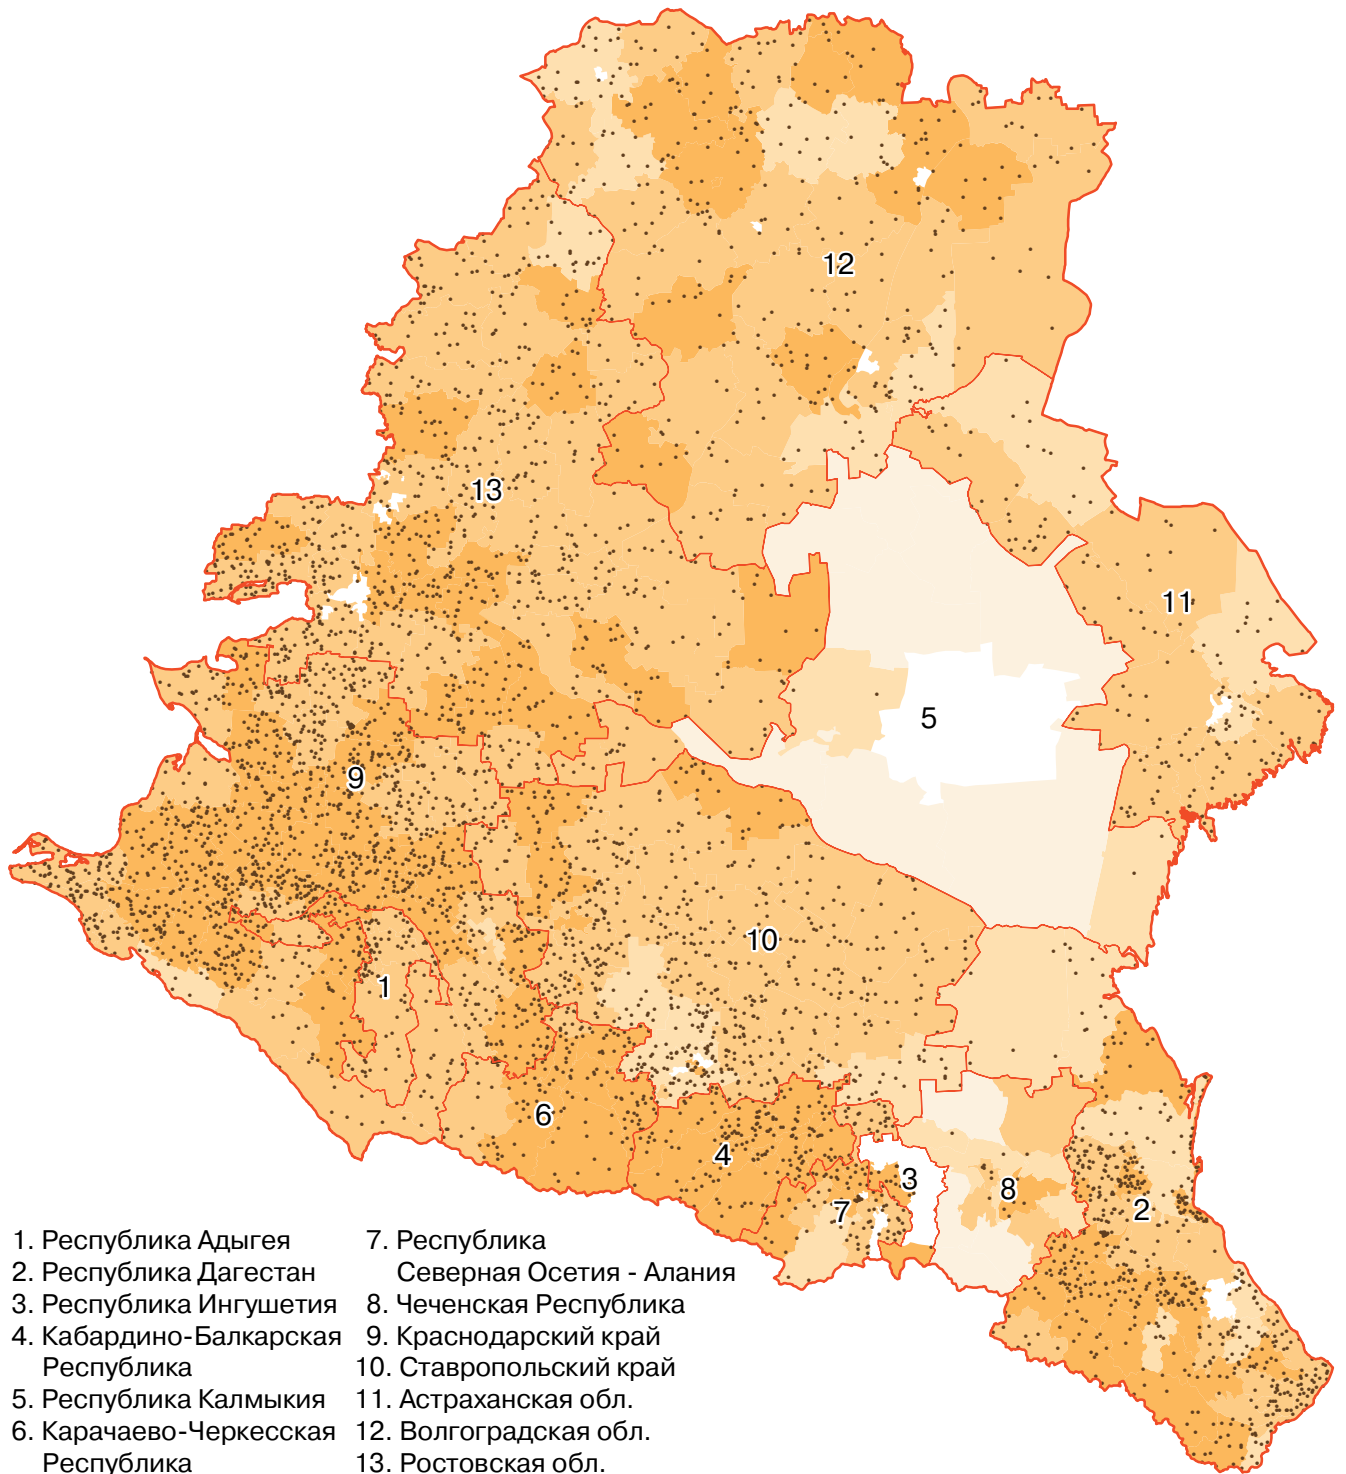 12
13
5
11
9
10
1
6
4
3
7
8
2
1. Республика Адыгея
2. Республика Дагестан
3. Республика Ингушетия
4. Кабардино-Балкарская
Республика
5. Республика Калмыкия
6. Карачаево-Черкесская
Республика
7. Республика
Северная Осетия - Алания
8. Чеченская Республика
9. Краснодарский край
10. Ставропольский край
11. Астраханская обл.
12. Волгоградская обл.
13. Ростовская обл.